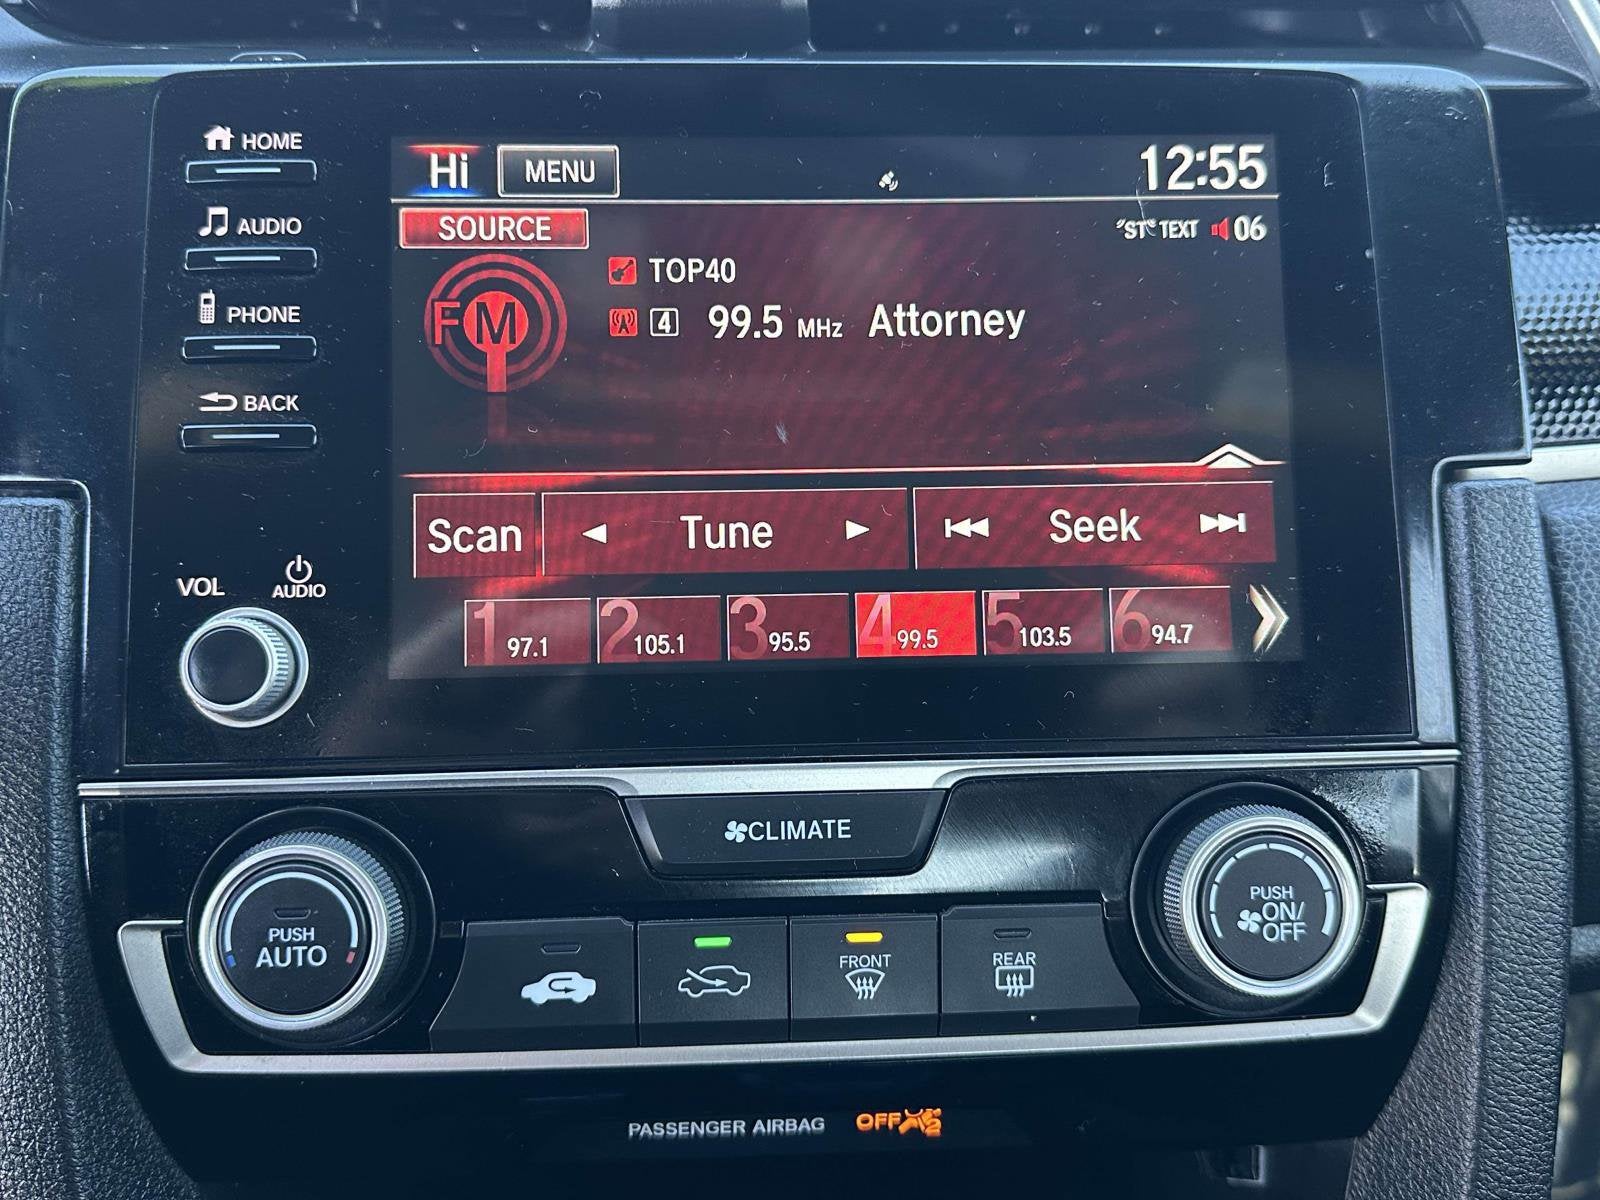 HOME
AUDIO
PHONE
BACK
VOL
AUDIO
Hi MENU 12:55
SOURCE "ST" TEXT 06
FM
TOP40
4 99.5 MHz Attorney
Scan Tune Seek
1 97.1 2 105.1 3 95.5 4 99.5 5 103.5 6 94.7
CLIMATE
PUSH
AUTO
FRONT
REAR
PUSH
ON/
OFF
PASSENGER AIRBAG OFF 2